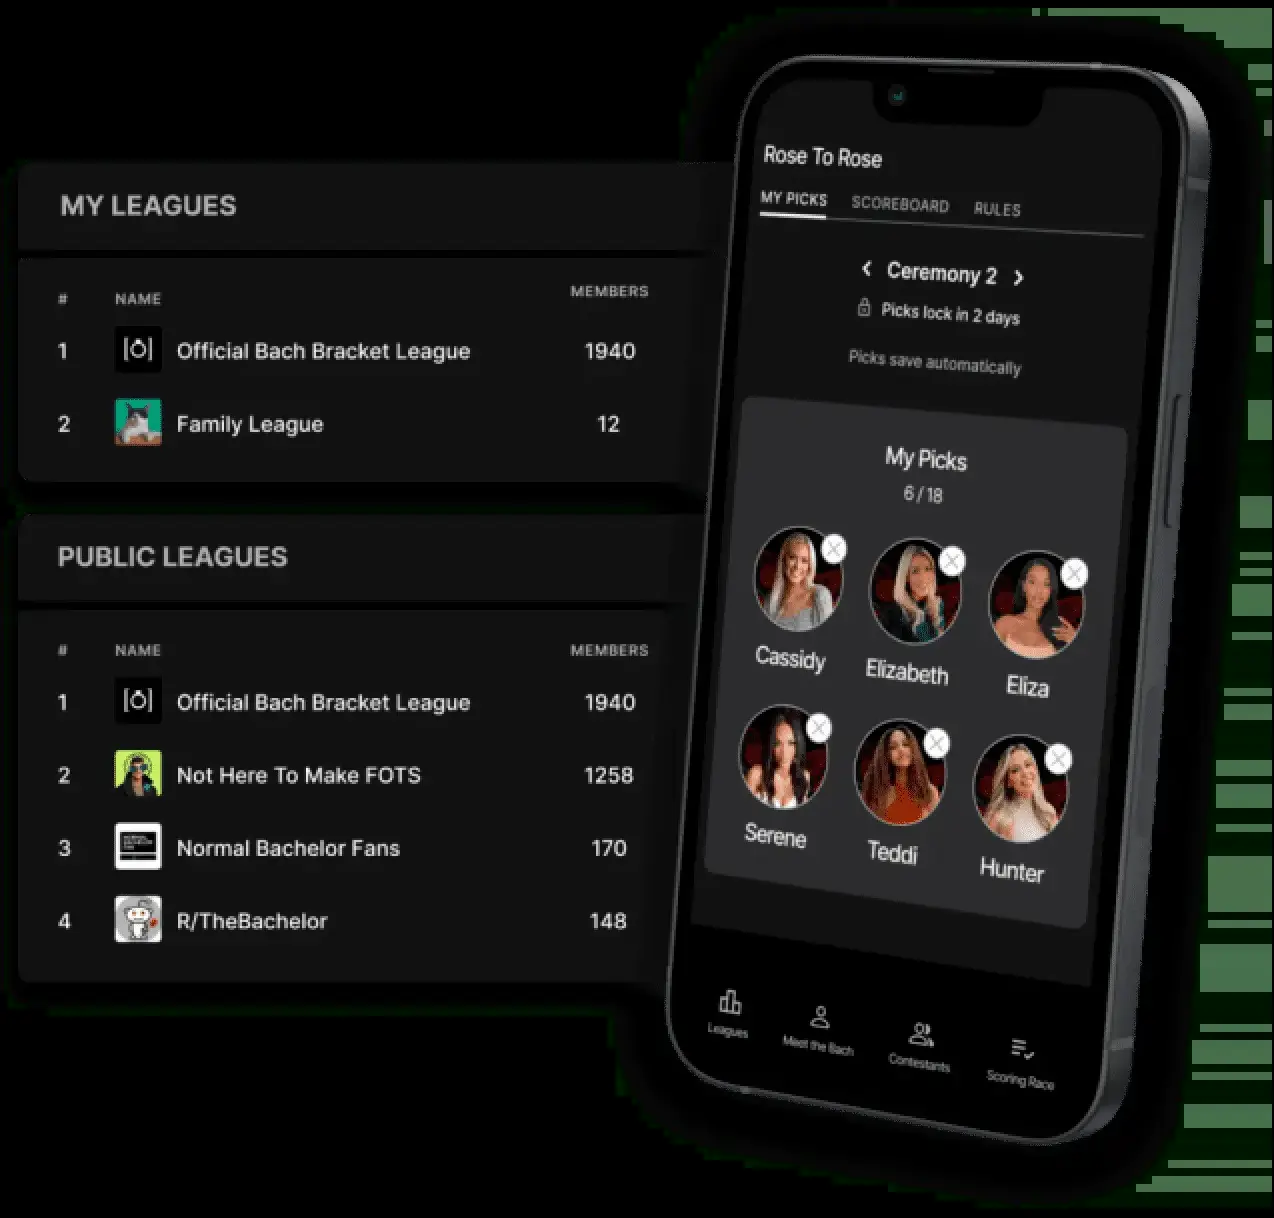 MY LEAGUES
# NAME MEMBERS
1 Official Bach Bracket League 1940
2 Family League 12
PUBLIC LEAGUES
# NAME MEMBERS
1 Official Bach Bracket League 1940
2 Not Here To Make FOTS 1258
3 Normal Bachelor Fans 170
4 R/TheBachelor 148
Rose To Rose
MY PICKS SCOREBOARD RULES
Ceremony 2
Picks lock in 2 days
Picks save automatically
My Picks
6 / 18
Cassidy Elizabeth Eliza
Serene Teddi Hunter
Leagues Meet the Bach Contestants Scoring Race